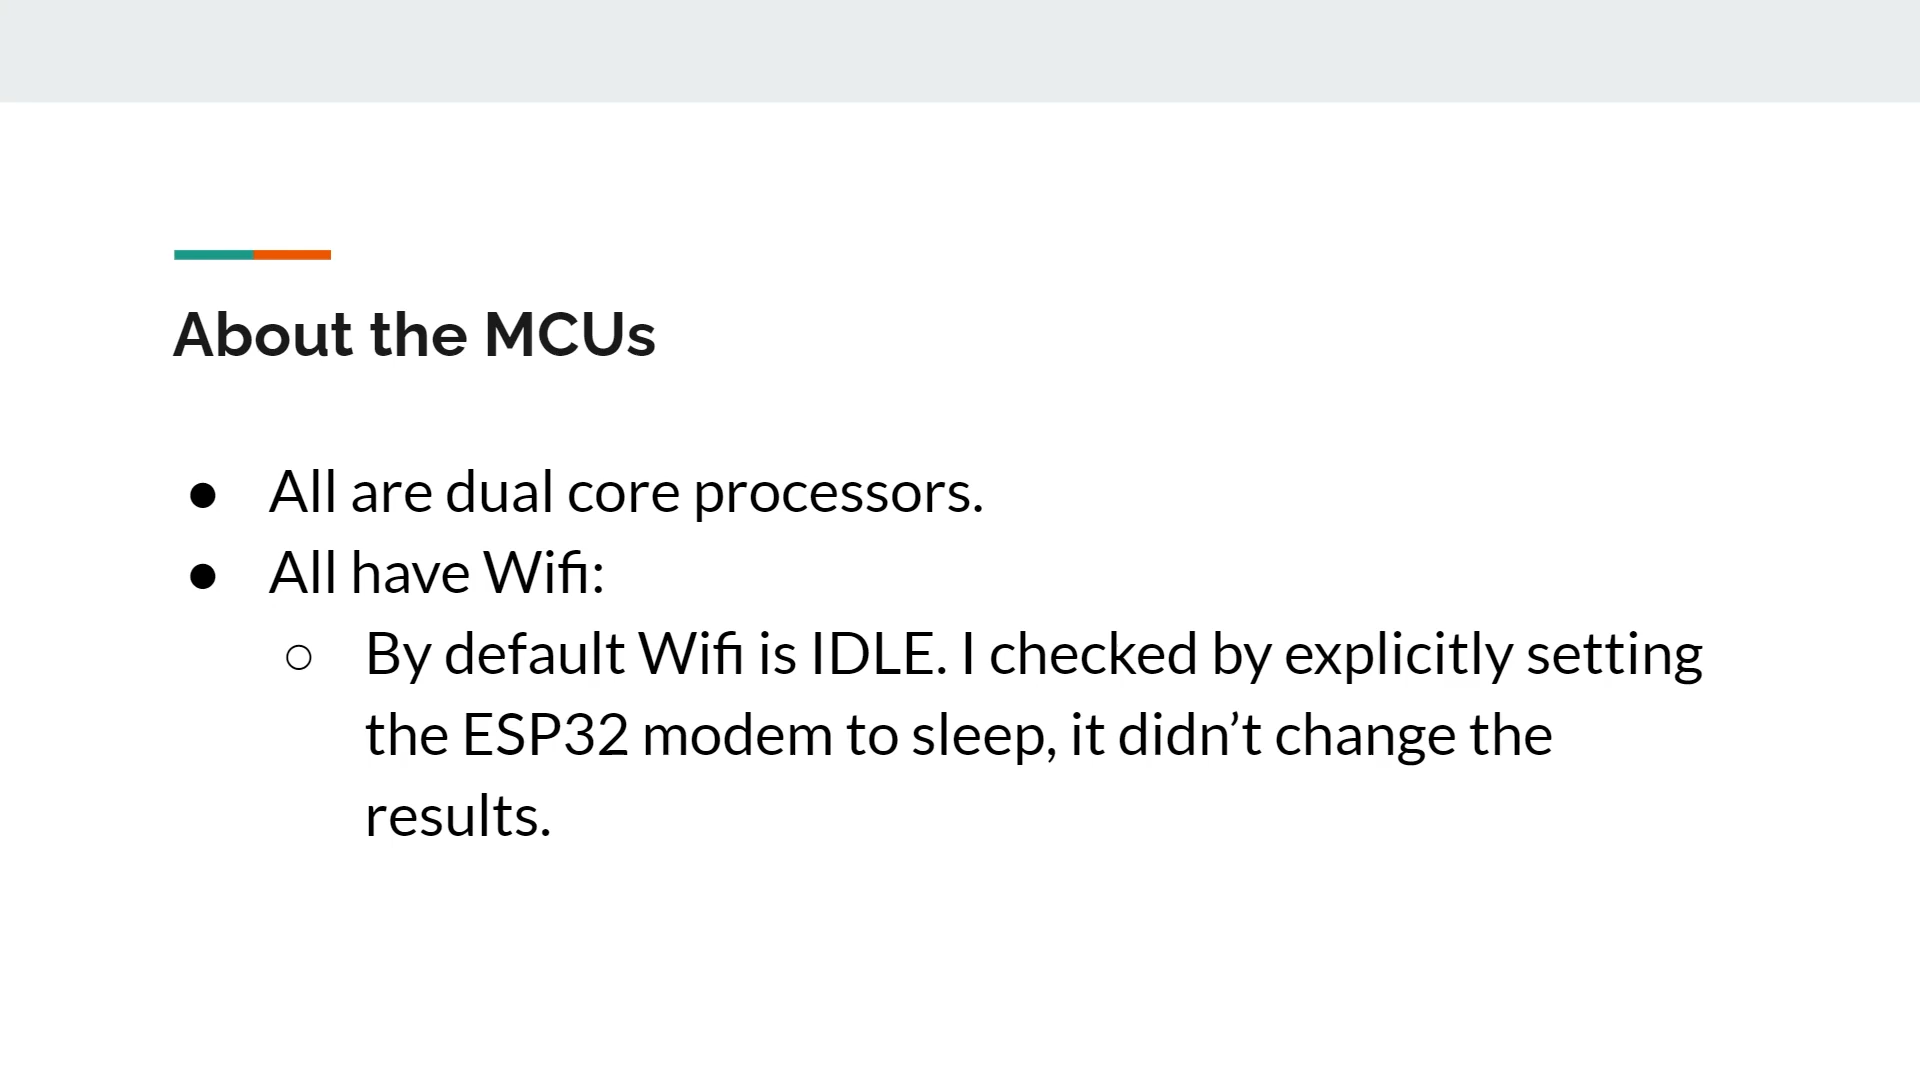 About the MCUs
● All are dual core processors.
● All have Wifi:
○ By default Wifi is IDLE. I checked by explicitly setting
the ESP32 modem to sleep, it didn’t change the
results.